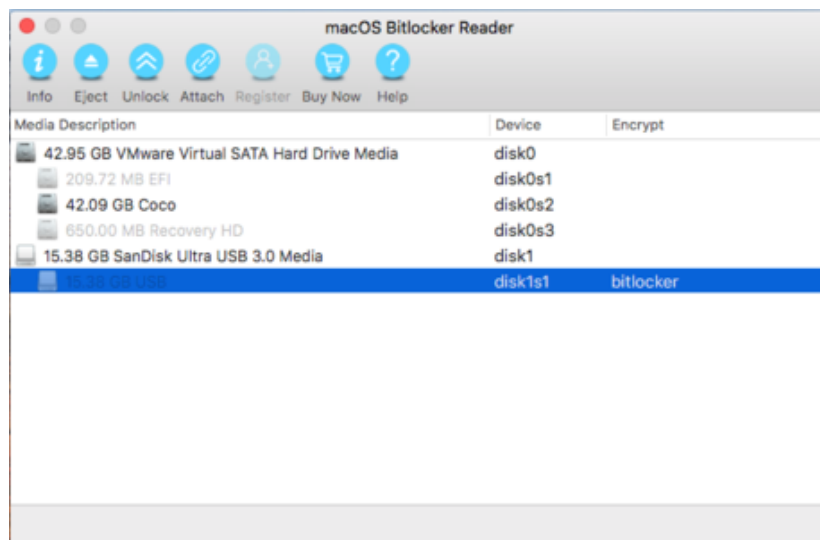 macOS Bitlocker Reader
Info Eject Unlock Attach Register Buy Now Help
Media Description Device Encrypt
42.95 GB VMware Virtual SATA Hard Drive Media disk0
209.72 MB EFI disk0s1
42.09 GB Coco disk0s2
650.00 MB Recovery HD disk0s3
15.38 GB SanDisk Ultra USB 3.0 Media disk1
15.38 GB USB disk1s1 bitlocker